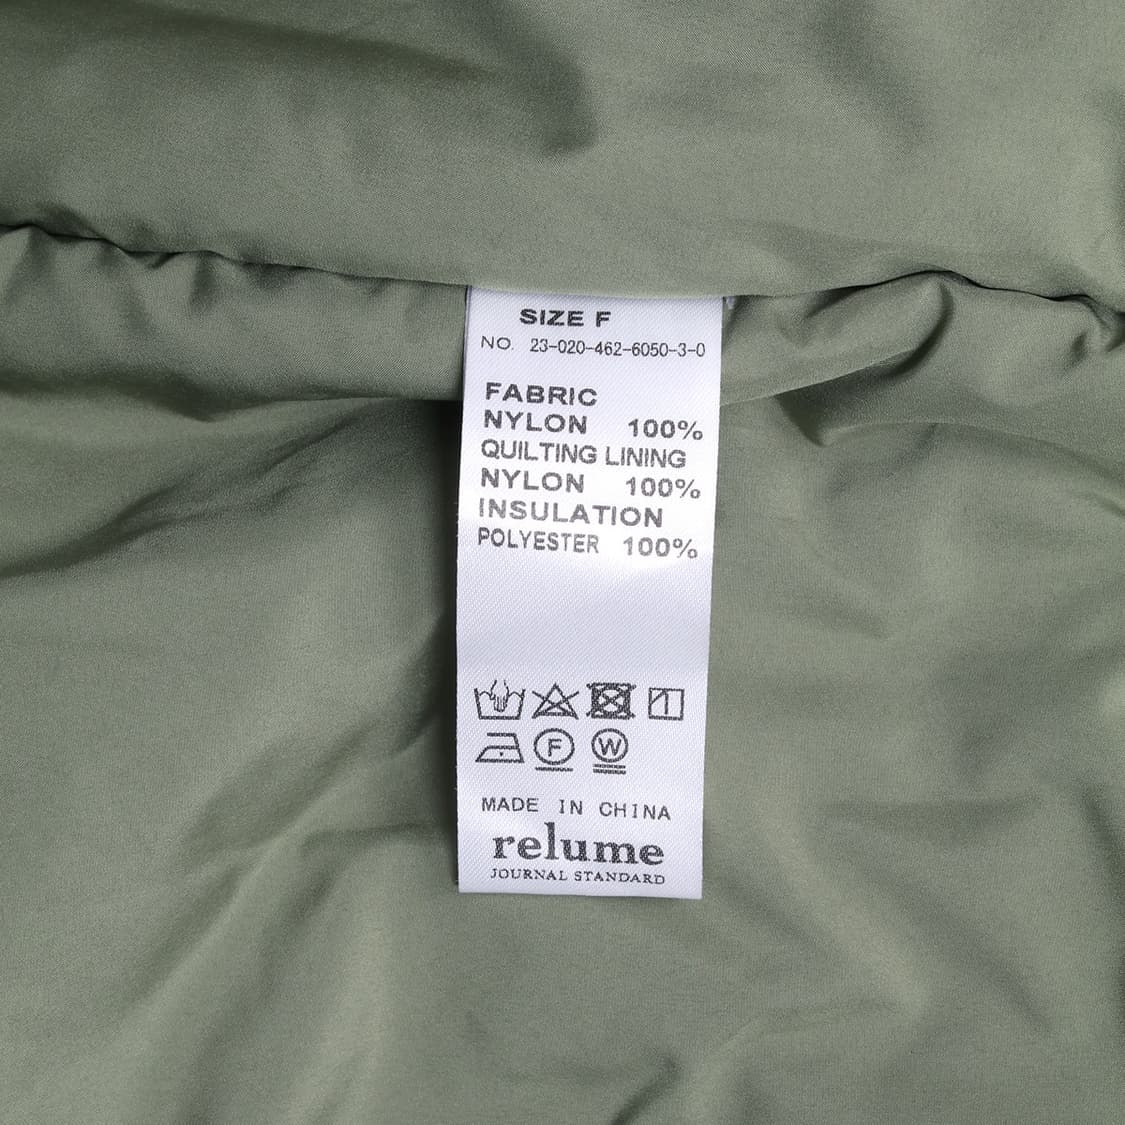 SIZE F
NO. 23-020-462-6050-3-0
FABRIC
NYLON 100%
QUILTING LINING
NYLON 100%
INSULATION
POLYESTER 100%
F W
MADE IN CHINA
relume
JOURNAL STANDARD